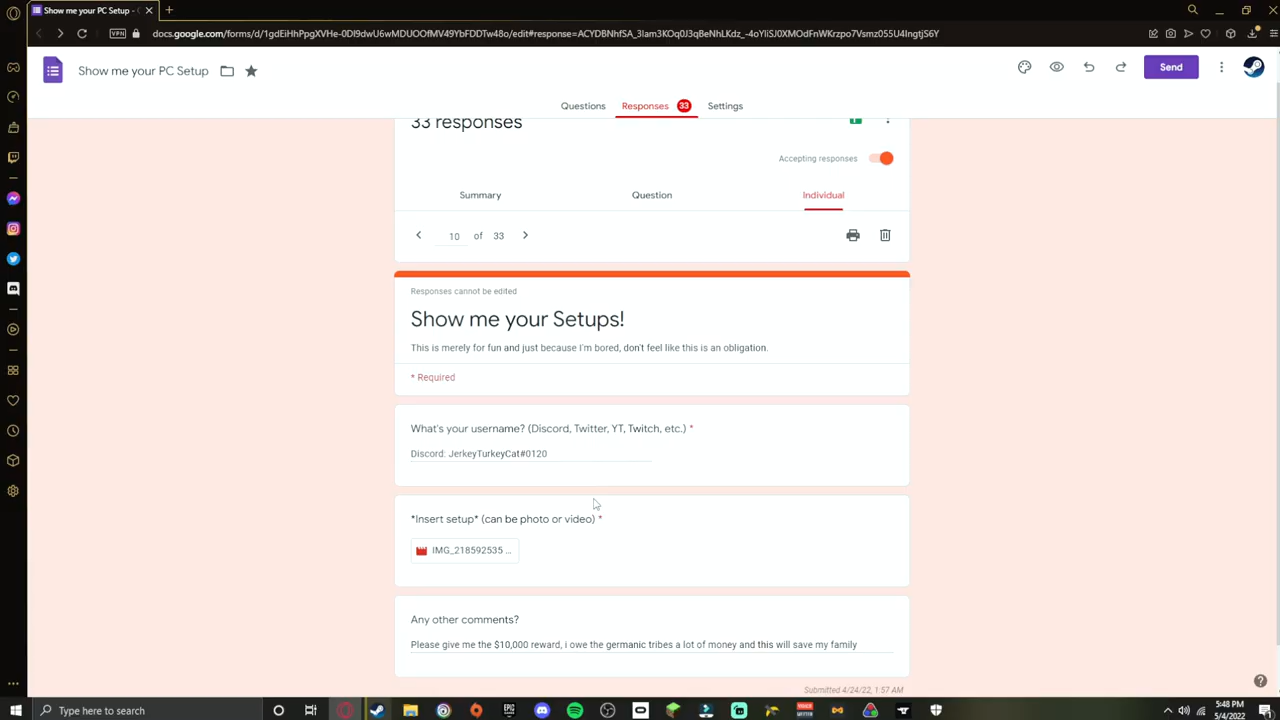 Show me your PC Setup -
VPN
docs.google.com/forms/d/1gdEiHhPpgXVHe-0DI9dwU6wMDUOOfMV49YbFDDTw48o/edit#response=ACYDBNhfSA_3Iam3KOq0J3qBeNhLKdz_-4oYIiSJ0XMOdFnWKrzpo7Vsmz055U4IngtjS6Y
Show me your PC Setup
Send
Questions
Responses 33
Settings
33 responses
Accepting responses
Summary
Question
Individual
10 of 33
Responses cannot be edited
Show me your Setups!
This is merely for fun and just because I'm bored, don't feel like this is an obligation.
* Required
What's your username? (Discord, Twitter, YT, Twitch, etc.) *
Discord: JerkeyTurkeyCat#0120
*Insert setup* (can be photo or video) *
IMG_218592535 ...
Any other comments?
Please give me the $10,000 reward, i owe the germanic tribes a lot of money and this will save my family
Submitted 4/24/22, 1:57 AM
Type here to search
5:48 PM
5/4/2022